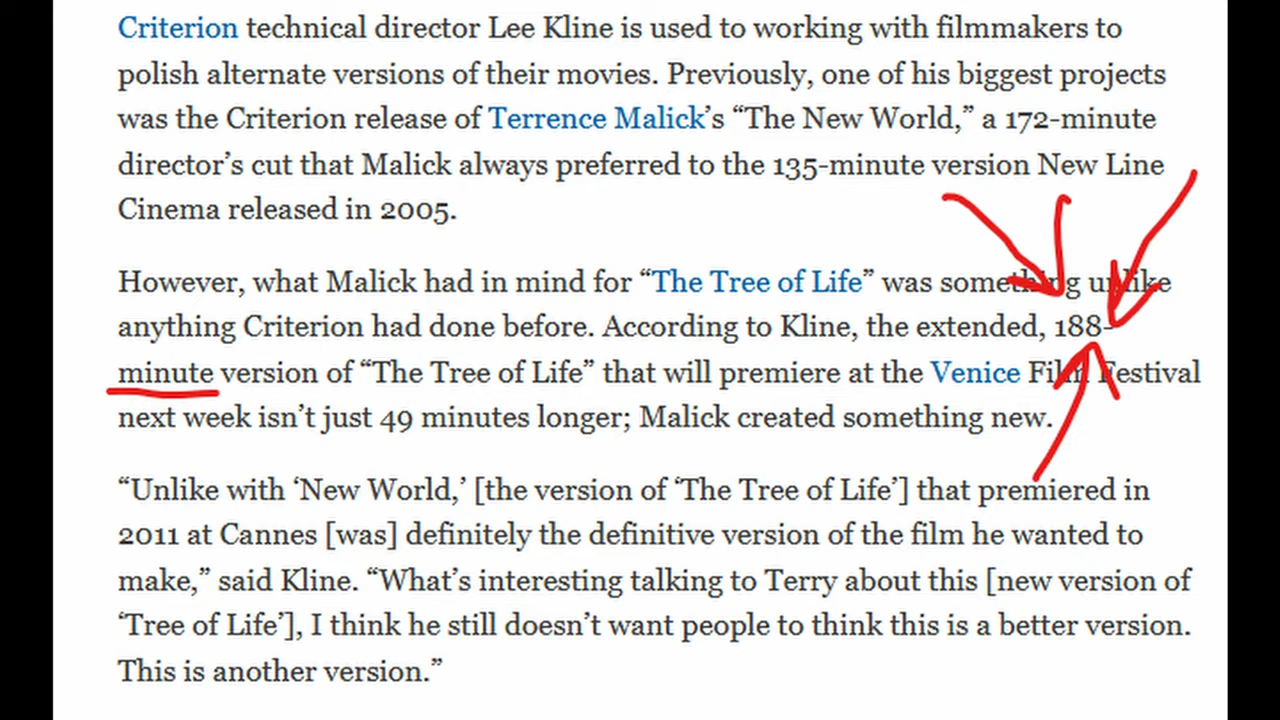 Criterion technical director Lee Kline is used to working with filmmakers to
polish alternate versions of their movies. Previously, one of his biggest projects
was the Criterion release of Terrence Malick’s “The New World,” a 172-minute
director’s cut that Malick always preferred to the 135-minute version New Line
Cinema released in 2005.
However, what Malick had in mind for “The Tree of Life” was something unlike
anything Criterion had done before. According to Kline, the extended, 188-
minute version of “The Tree of Life” that will premiere at the Venice Film Festival
next week isn’t just 49 minutes longer; Malick created something new.
“Unlike with ‘New World,’ [the version of ‘The Tree of Life’] that premiered in
2011 at Cannes [was] definitely the definitive version of the film he wanted to
make,” said Kline. “What’s interesting talking to Terry about this [new version of
‘Tree of Life’], I think he still doesn’t want people to think this is a better version.
This is another version.”